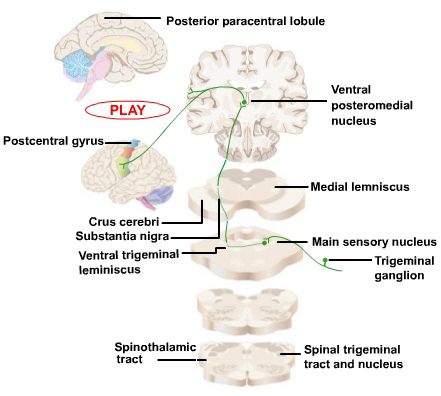 Posterior paracentral lobule
Ventral
posteromedial
nucleus
PLAY
Postcentral gyrus
Medial lemniscus
Crus cerebri
Substantia nigra
Ventral trigeminal
leminiscus
Main sensory nucleus
Trigeminal
ganglion
Spinothalamic
tract
Spinal trigeminal
tract and nucleus